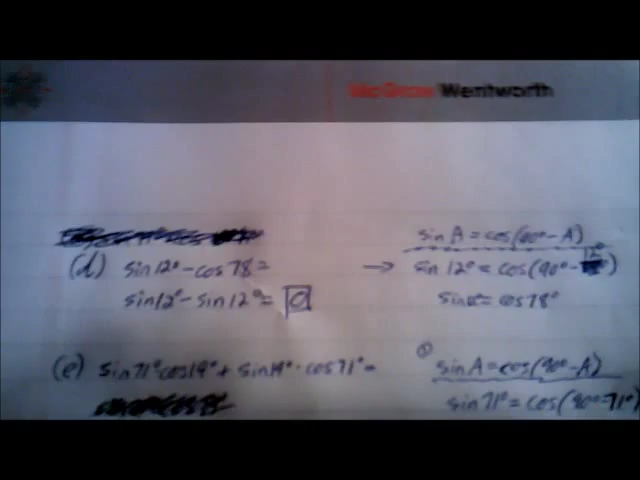 McGraw Wentworth
sin A = cos(90° - A)
(d) sin 12° - cos 78 =
→ sin 12° = cos(90° - 12°)
sin 12° - sin 12° = 0
sin 12° = cos 78°
(e) sin 71° cos 19° + sin 19° · cos 71° =
① sin A = cos(90° - A)
sin 71° = cos(90° - 71°)